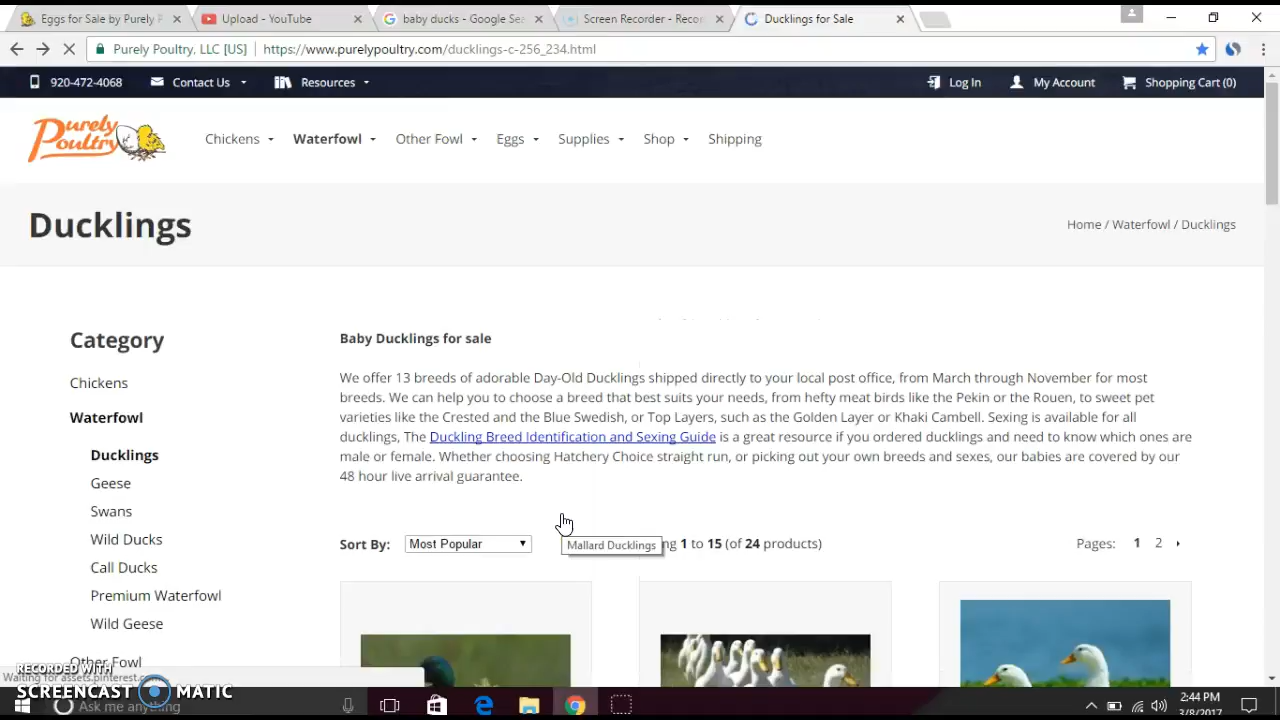 Eggs for Sale by Purely P
Upload - YouTube
baby ducks - Google Sea
Screen Recorder - Recor
Ducklings for Sale
Purely Poultry, LLC [US]
https://www.purelypoultry.com/ducklings-c-256_234.html
920-472-4068
Contact Us
Resources
Log In
My Account
Shopping Cart (0)
Purely
Poultry
Chickens
Waterfowl
Other Fowl
Eggs
Supplies
Shop
Shipping
Ducklings
Home / Waterfowl / Ducklings
Category
Chickens
Waterfowl
Ducklings
Geese
Swans
Wild Ducks
Call Ducks
Premium Waterfowl
Wild Geese
Other Fowl
Baby Ducklings for sale
We offer 13 breeds of adorable Day-Old Ducklings shipped directly to your local post office, from March through November for most
breeds. We can help you to choose a breed that best suits your needs, from hefty meat birds like the Pekin or the Rouen, to sweet pet
varieties like the Crested and the Blue Swedish, or Top Layers, such as the Golden Layer or Khaki Cambell. Sexing is available for all
ducklings, The Duckling Breed Identification and Sexing Guide is a great resource if you ordered ducklings and need to know which ones are
male or female. Whether choosing Hatchery Choice straight run, or picking out your own breeds and sexes, our babies are covered by our
48 hour live arrival guarantee.
Sort By:
Most Popular
Mallard Ducklings
ng 1 to 15 (of 24 products)
Pages: 1 2
RECORDED WITH
Waiting for assets.pinterest.c
SCREENCAST MATIC
Ask me anything
2:44 PM
3/8/2017